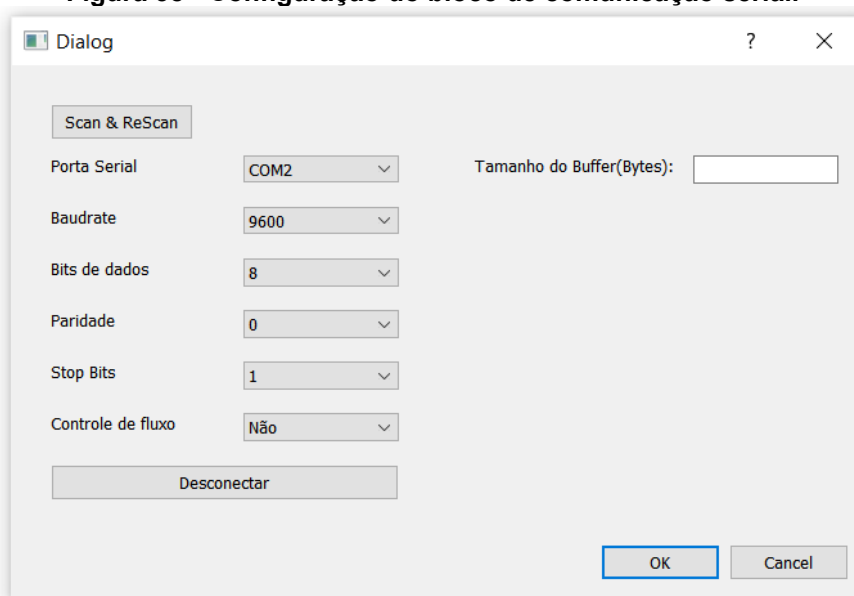 Dialog
?
Scan & ReScan
Porta Serial COM2 Tamanho do Buffer(Bytes):
Baudrate 9600
Bits de dados 8
Paridade 0
Stop Bits 1
Controle de fluxo Não
Desconectar
OK Cancel